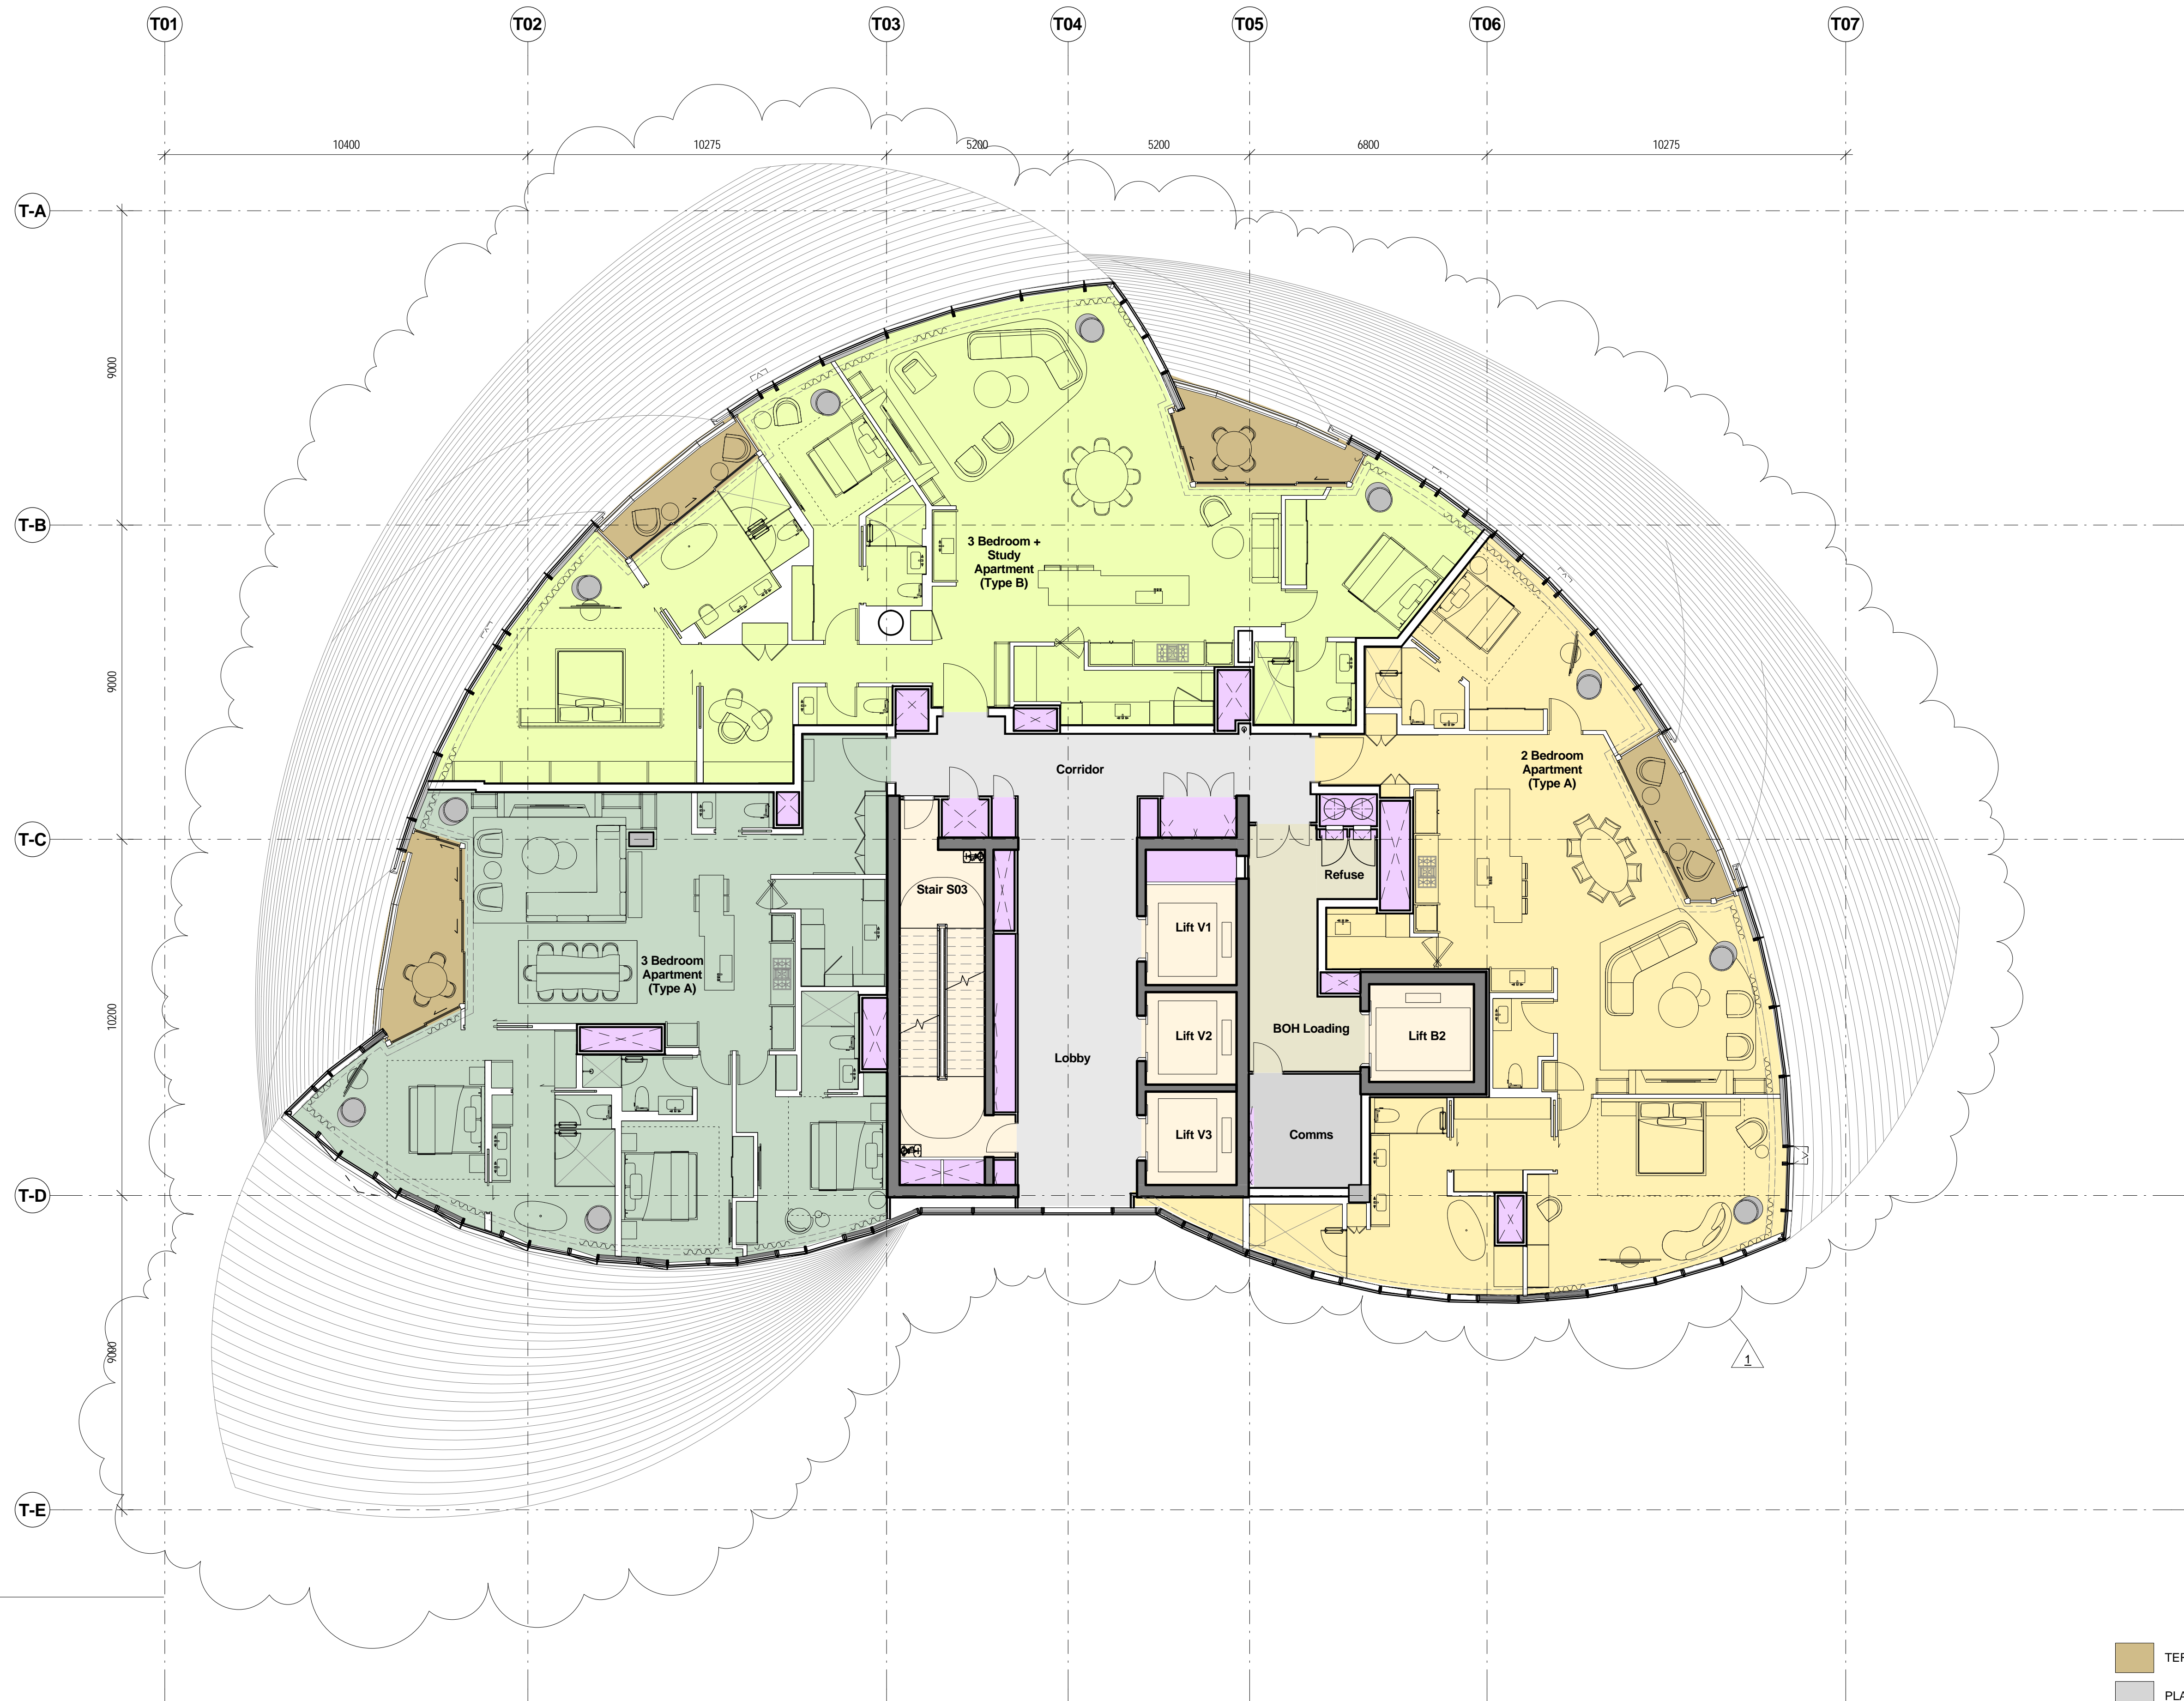 T01 T02 T03 T04 T05 T06 T07
10400 10275 5200 5200 6800 10275
T-A
9000
T-B
3 Bedroom +
Study
Apartment
(Type B)
9000
2 Bedroom
Apartment
(Type A)
Corridor
T-C
Refuse
Stair S03
Lift V1
3 Bedroom
Apartment
(Type A)
10200
BOH Loading
Lift V2
Lift B2
Lobby
Lift V3
Comms
T-D
9090
1
T-E